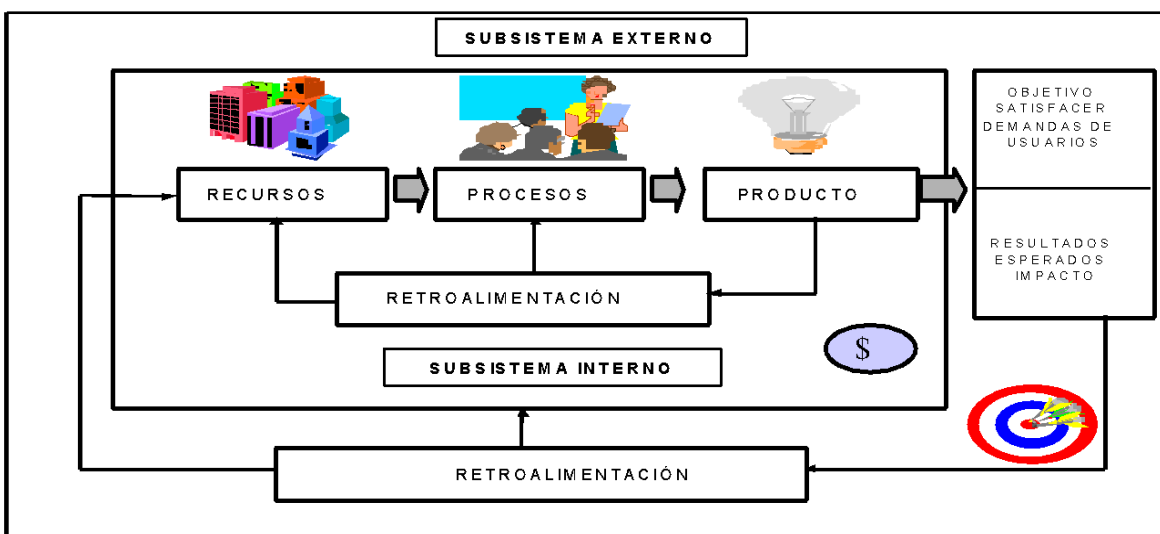 SUBSISTEMA EXTERNO
OBJETIVO
SATISFACER
DEMANDAS DE
USUARIOS
RECURSOS
PROCESOS
PRODUCTO
RESULTADOS
ESPERADOS
IMPACTO
RETROALIMENTACIÓN
$
SUBSISTEMA INTERNO
RETROALIMENTACIÓN